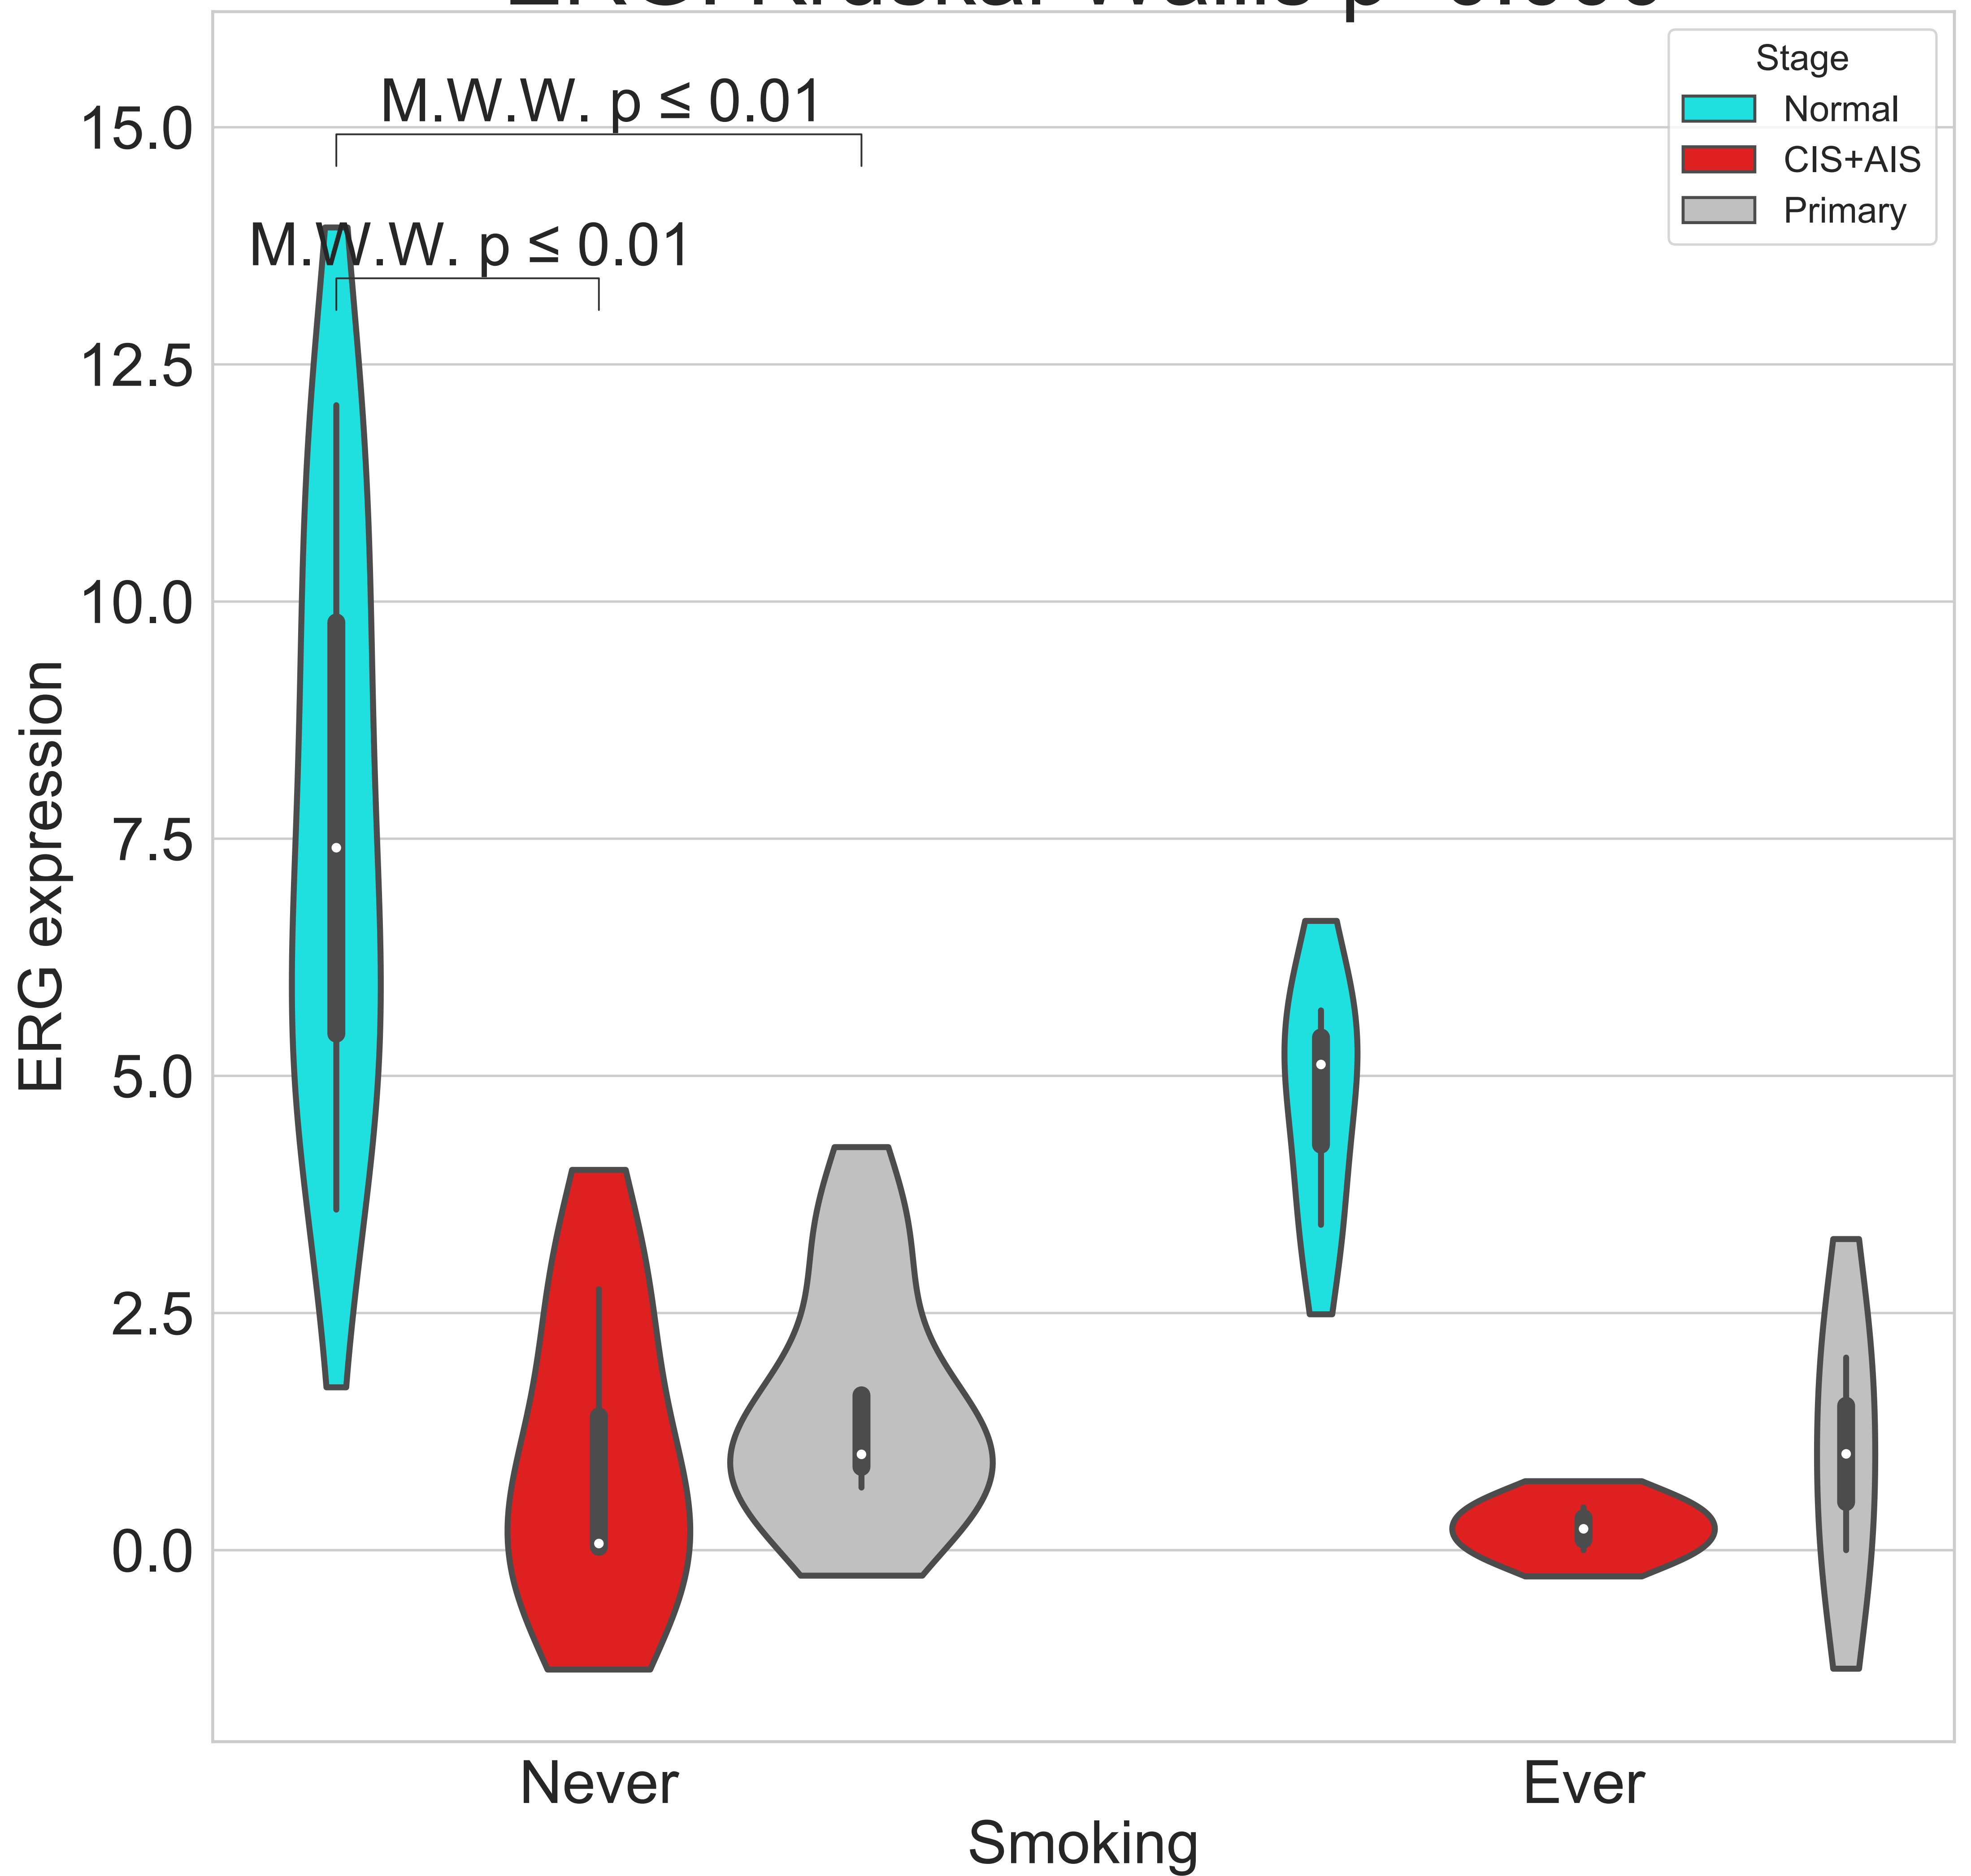 M.W.W. p ≤ 0.01
M.W.W. p ≤ 0.01
Stage
Normal
CIS+AIS
Primary
15.0
12.5
10.0
7.5
5.0
2.5
0.0
ERG expression
Never
Ever
Smoking